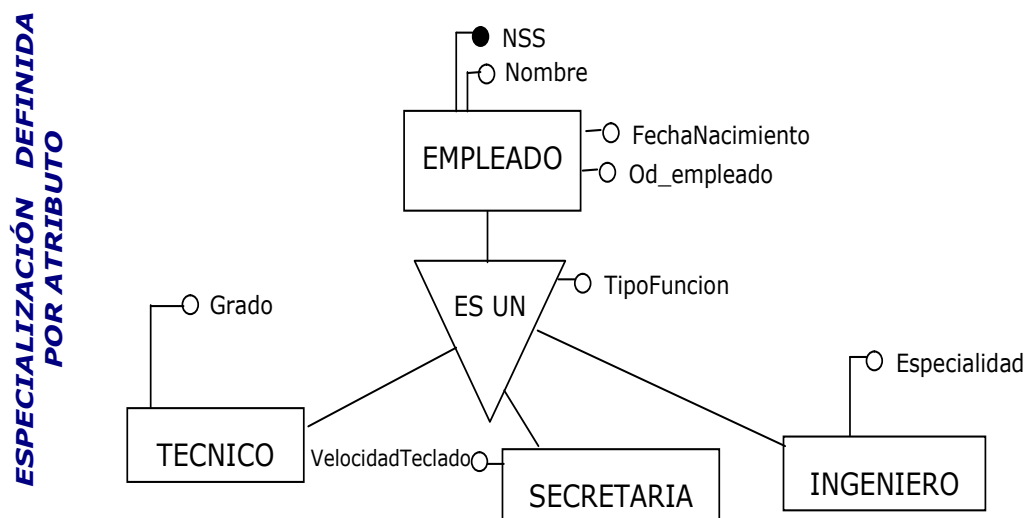 ESPECIALIZACIÓN DEFINIDA
POR ATRIBUTO
NSS
Nombre
EMPLEADO
FechaNacimiento
Od_empleado
ES UN
TipoFuncion
Grado
Especialidad
TECNICO
VelocidadTeclado
SECRETARIA
INGENIERO